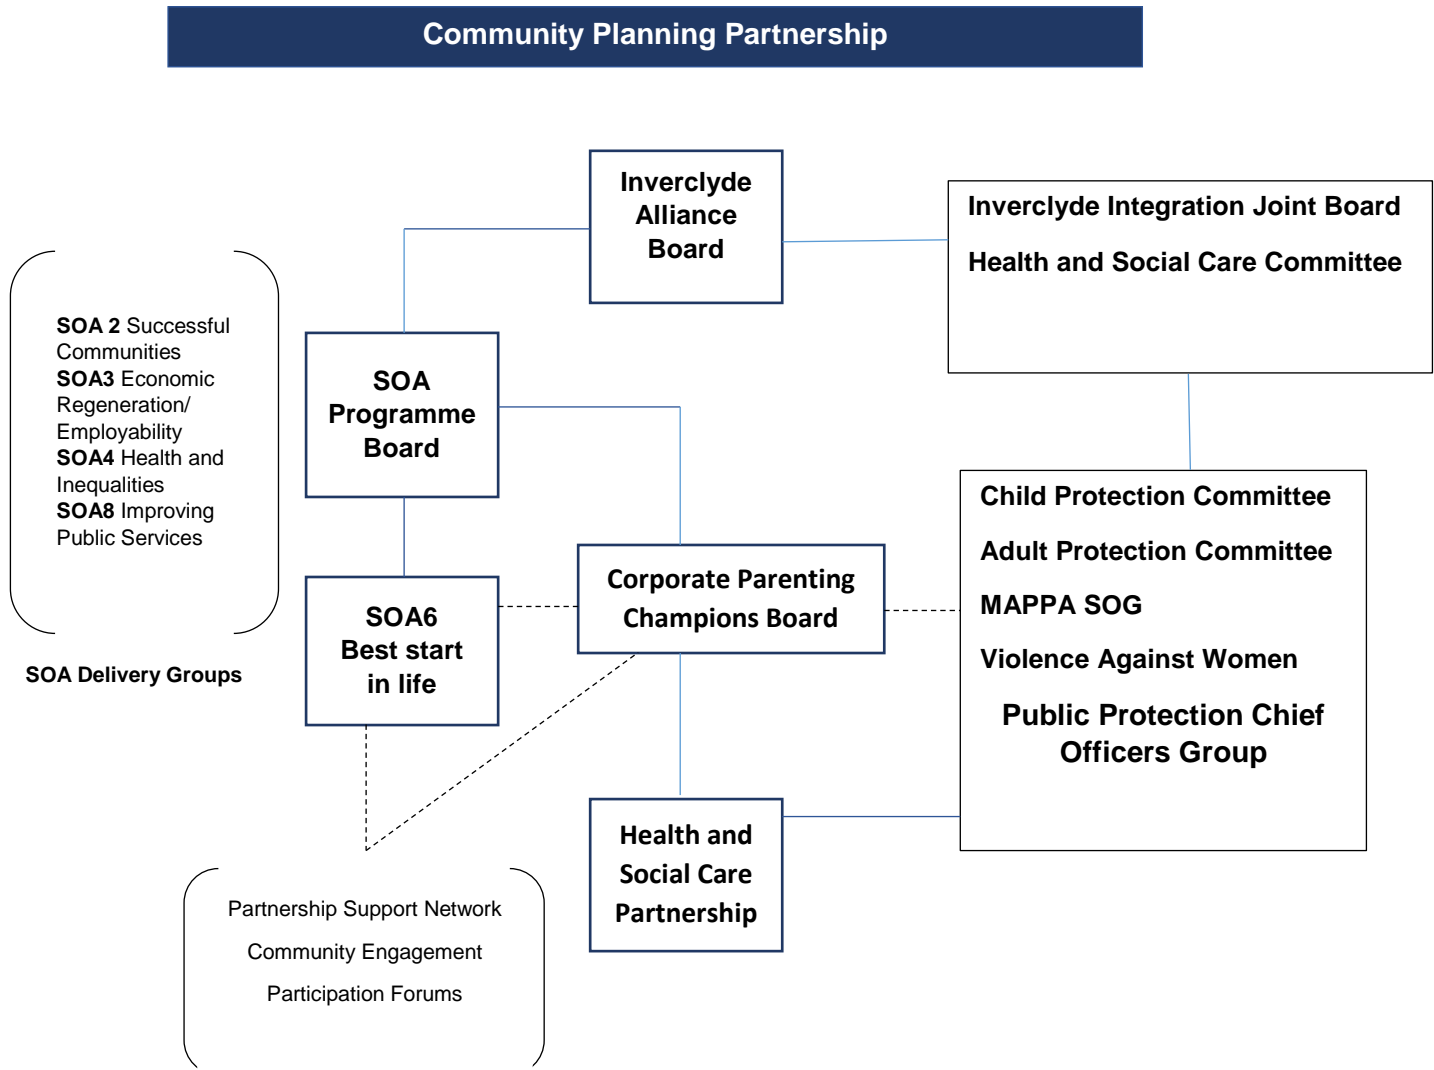 Community Planning Partnership
Inverclyde
Alliance
Board
Inverclyde Integration Joint Board
Health and Social Care Committee
SOA 2 Successful
Communities
SOA3 Economic
Regeneration/
Employability
SOA4 Health and
Inequalities
SOA8 Improving
Public Services
SOA Delivery Groups
SOA
Programme
Board
SOA6
Best start
in life
Corporate Parenting
Champions Board
Child Protection Committee
Adult Protection Committee
MAPPA SOG
Violence Against Women
Public Protection Chief
Officers Group
Health and
Social Care
Partnership
Partnership Support Network
Community Engagement
Participation Forums